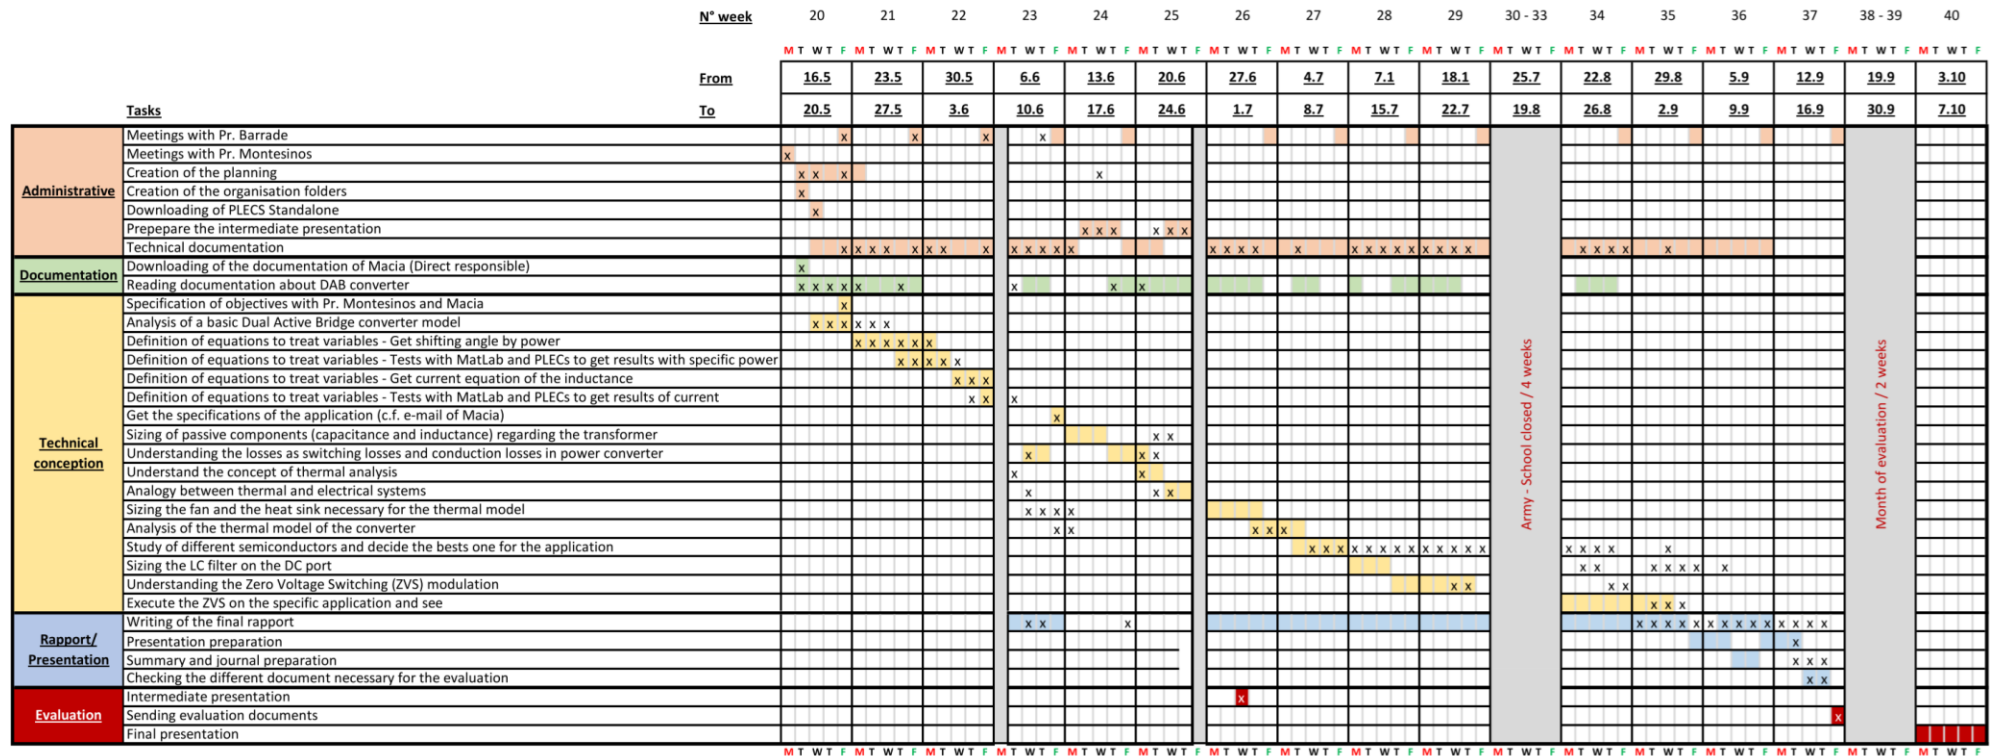 N° week 20 21 22 23 24 25 26 27 28 29 30 - 33 34 35 36 37 38 - 39 40
M T W T F M T W T F M T W T F M T W T F M T W T F M T W T F M T W T F M T W T F M T W T F M T W T F M T W T F M T W T F M T W T F M T W T F M T W T F M T W T F M T W T F
From 16.5 23.5 30.5 6.6 13.6 20.6 27.6 4.7 7.1 18.1 25.7 22.8 29.8 5.9 12.9 19.9 3.10
Tasks To 20.5 27.5 3.6 10.6 17.6 24.6 1.7 8.7 15.7 22.7 19.8 26.8 2.9 9.9 16.9 30.9 7.10
Administrative
Meetings with Pr. Barrade x x x x
Meetings with Pr. Montesinos x
Creation of the planning x x x x
Creation of the organisation folders x
Downloading of PLECS Standalone x
Prepepare the intermediate presentation x x x x x x
Technical documentation x x x x x x x x x x x x x x x x x x x x x x x x x x x x x x x x
Documentation
Downloading of the documentation of Macia (Direct responsible) x
Reading documentation about DAB converter x x x x x x x x x
Technical conception
Specification of objectives with Pr. Montesinos and Macia x
Analysis of a basic Dual Active Bridge converter model x x x x x x
Definition of equations to treat variables - Get shifting angle by power x x x x x x
Definition of equations to treat variables - Tests with MatLab and PLECs to get results with specific power x x x x x
Definition of equations to treat variables - Get current equation of the inductance x x x
Definition of equations to treat variables - Tests with MatLab and PLECs to get results of current x x x
Get the specifications of the application (c.f. e-mail of Macia) x
Sizing of passive components (capacitance and inductance) regarding the transformer x x
Understanding the losses as switching losses and conduction losses in power converter x x x
Understand the concept of thermal analysis x x
Analogy between thermal and electrical systems x x x
Sizing the fan and the heat sink necessary for the thermal model x x x x
Analysis of the thermal model of the converter x x x x x
Study of different semiconductors and decide the bests one for the application x x x x x x x x x x x x x x x x x x
Sizing the LC filter on the DC port x x x x x x x
Understanding the Zero Voltage Switching (ZVS) modulation x x x x
Execute the ZVS on the specific application and see x x x
Army - School closed / 4 weeks
Month of evaluation / 2 weeks
Rapport/ Presentation
Writing of the final rapport x x x x x x x x x x x x x x x x x
Presentation preparation x
Summary and journal preparation x x x
Checking the different document necessary for the evaluation x x
Evaluation
Intermediate presentation x
Sending evaluation documents x
Final presentation
M T W T F M T W T F M T W T F M T W T F M T W T F M T W T F M T W T F M T W T F M T W T F M T W T F M T W T F M T W T F M T W T F M T W T F M T W T F M T W T F M T W T F